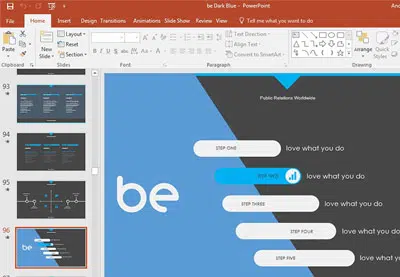 be Dark Blue - PowerPoint
File
Home
Insert
Design
Transitions
Animations
Slide Show
Review
View
Tell me what you want to do
Paste
New Slide
Layout
Reset
Section
Text Direction
Align Text
Convert to SmartArt
Arrange
Quick Styles
Clipboard
Slides
Font
Paragraph
Drawing
93
94
95
96
Public Relations Worldwide
be
STEP ONE love what you do
STEP TWO love what you do
STEP THREE love what you do
STEP FOUR love what you do
STEP FIVE love what you do